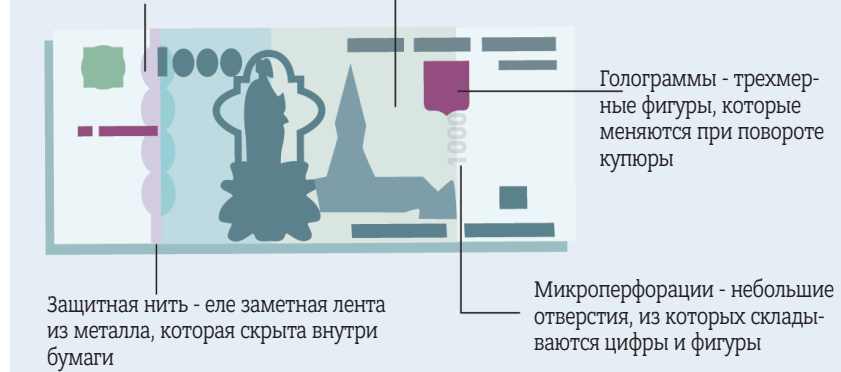 Голограммы - трехмер-
ные фигуры, которые
меняются при повороте
купюры
1000
Микроперфорации - небольшие
отверстия, из которых склады-
ваются цифры и фигуры
Защитная нить - еле заметная лента
из металла, которая скрыта внутри
бумаги